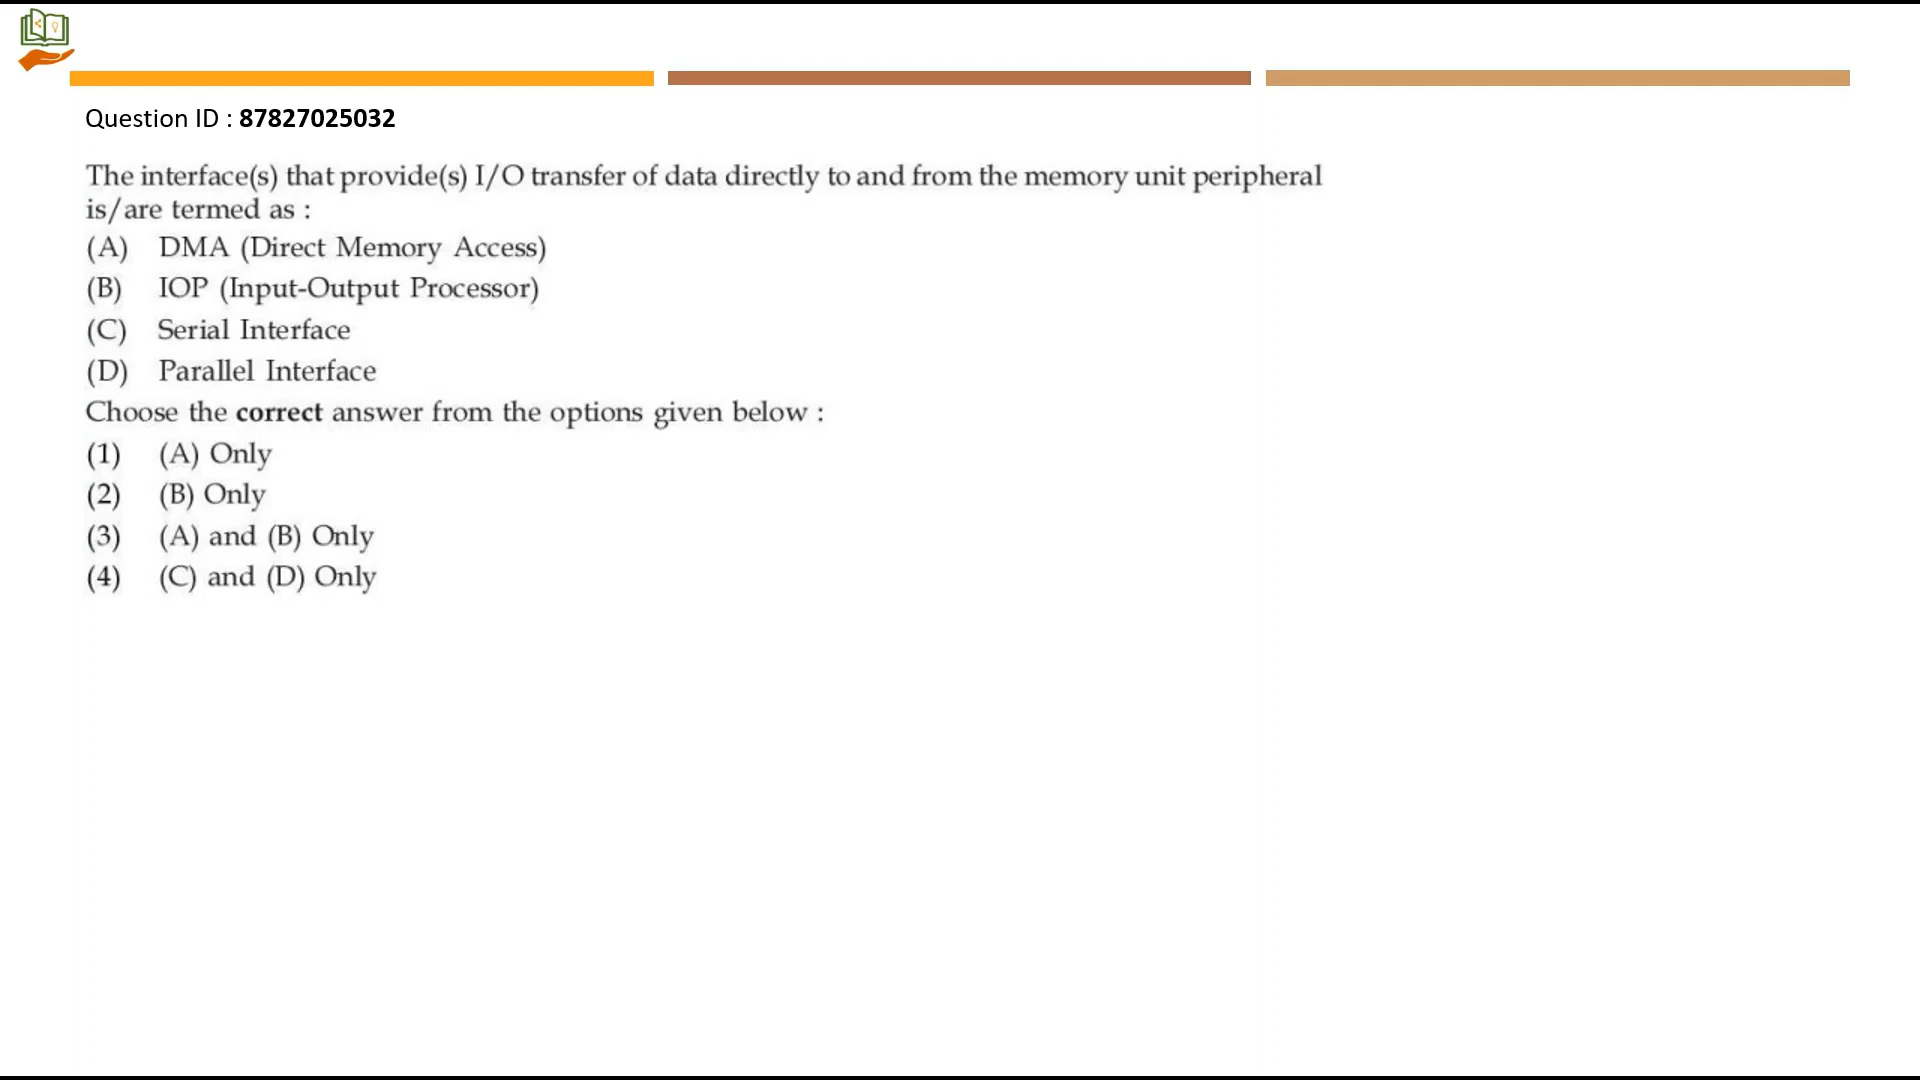 Question ID : 87827025032
The interface(s) that provide(s) I/O transfer of data directly to and from the memory unit peripheral
is/are termed as :
(A) DMA (Direct Memory Access)
(B) IOP (Input-Output Processor)
(C) Serial Interface
(D) Parallel Interface
Choose the correct answer from the options given below :
(1) (A) Only
(2) (B) Only
(3) (A) and (B) Only
(4) (C) and (D) Only